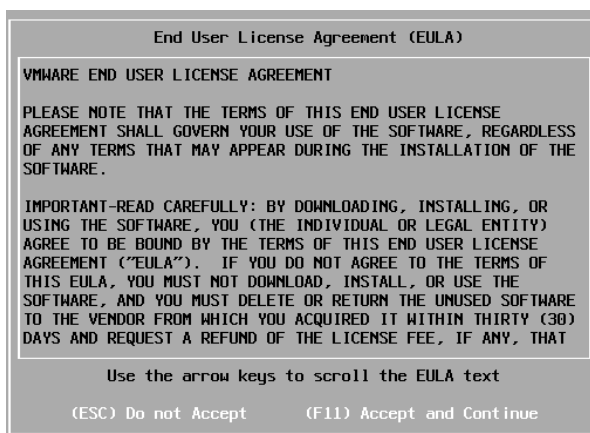 End User License Agreement (EULA)
VMWARE END USER LICENSE AGREEMENT
PLEASE NOTE THAT THE TERMS OF THIS END USER LICENSE
AGREEMENT SHALL GOVERN YOUR USE OF THE SOFTWARE, REGARDLESS
OF ANY TERMS THAT MAY APPEAR DURING THE INSTALLATION OF THE
SOFTWARE.
IMPORTANT-READ CAREFULLY: BY DOWNLOADING, INSTALLING, OR
USING THE SOFTWARE, YOU (THE INDIVIDUAL OR LEGAL ENTITY)
AGREE TO BE BOUND BY THE TERMS OF THIS END USER LICENSE
AGREEMENT ("EULA").  IF YOU DO NOT AGREE TO THE TERMS OF
THIS EULA, YOU MUST NOT DOWNLOAD, INSTALL, OR USE THE
SOFTWARE, AND YOU MUST DELETE OR RETURN THE UNUSED SOFTWARE
TO THE VENDOR FROM WHICH YOU ACQUIRED IT WITHIN THIRTY (30)
DAYS AND REQUEST A REFUND OF THE LICENSE FEE, IF ANY, THAT
Use the arrow keys to scroll the EULA text
(ESC) Do not Accept (F11) Accept and Continue